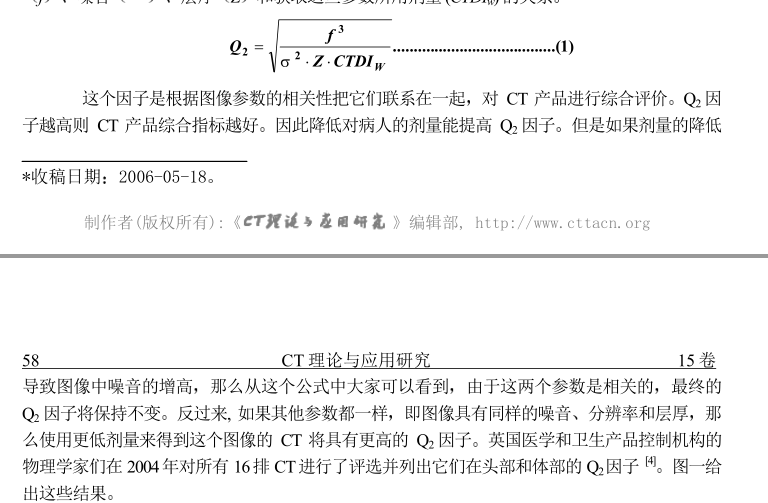 Q2 = √( f 3 / σ 2 · Z · CTDIW ) .......................................(1)
这个因子是根据图像参数的相关性把它们联系在一起，对 CT 产品进行综合评价。Q2 因
子越高则 CT 产品综合指标越好。因此降低对病人的剂量能提高 Q2 因子。但是如果剂量的降低
*收稿日期：2006-05-18。
制作者(版权所有):《CT理论与应用研究》编辑部, http://www.cttacn.org
58 CT 理论与应用研究 15 卷
导致图像中噪音的增高，那么从这个公式中大家可以看到，由于这两个参数是相关的，最终的
Q2 因子将保持不变。反过来, 如果其他参数都一样，即图像具有同样的噪音、分辨率和层厚，那
么使用更低剂量来得到这个图像的 CT 将具有更高的 Q2 因子。英国医学和卫生产品控制机构的
物理学家们在 2004 年对所有 16 排 CT 进行了评选并列出它们在头部和体部的 Q2因子 [4]。图一给
出这些结果。